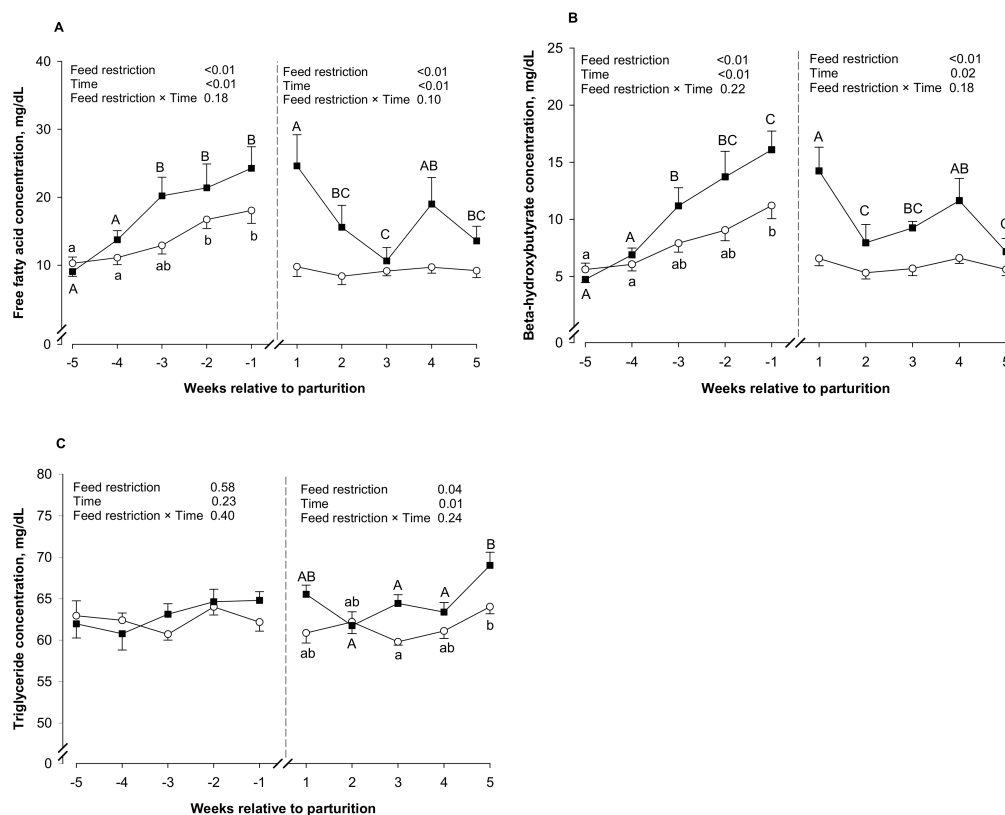 A
Free fatty acid concentration, mg/dL
40
30
20
10
0
Feed restriction <0.01
Time <0.01
Feed restriction × Time 0.18
Feed restriction <0.01
Time <0.01
Feed restriction × Time 0.10
a A B B B
A a ab b b
A BC C AB BC
-5 -4 -3 -2 -1 1 2 3 4 5
Weeks relative to parturition
B
Beta-hydroxybutyrate concentration, mg/dL
25
20
15
10
5
0
Feed restriction <0.01
Time <0.01
Feed restriction × Time 0.22
Feed restriction <0.01
Time 0.02
Feed restriction × Time 0.18
a A B BC C
A a ab ab b
A C BC AB C
-5 -4 -3 -2 -1 1 2 3 4 5
Weeks relative to parturition
C
Triglyceride concentration, mg/dL
80
75
70
65
60
55
50
0
Feed restriction 0.58
Time 0.23
Feed restriction × Time 0.40
Feed restriction 0.04
Time 0.01
Feed restriction × Time 0.24
AB ab A A B
ab A a ab b
-5 -4 -3 -2 -1 1 2 3 4 5
Weeks relative to parturition